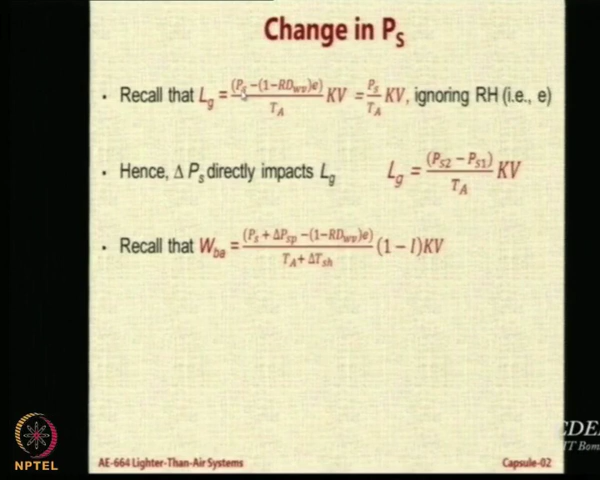 Change in P_S
• Recall that L_g = (P_s −(1−RD_wv)e) / T_A KV = P_s / T_A KV, ignoring RH (i.e., e)
• Hence, Δ P_s directly impacts L_g L_g = (P_S2 − P_S1) / T_A KV
• Recall that W_ba = (P_s + ΔP_sp −(1−RD_wv)e) / T_A + ΔT_sh (1 − I)KV
NPTEL
AE-664 Lighter-Than-Air Systems Capsule-02